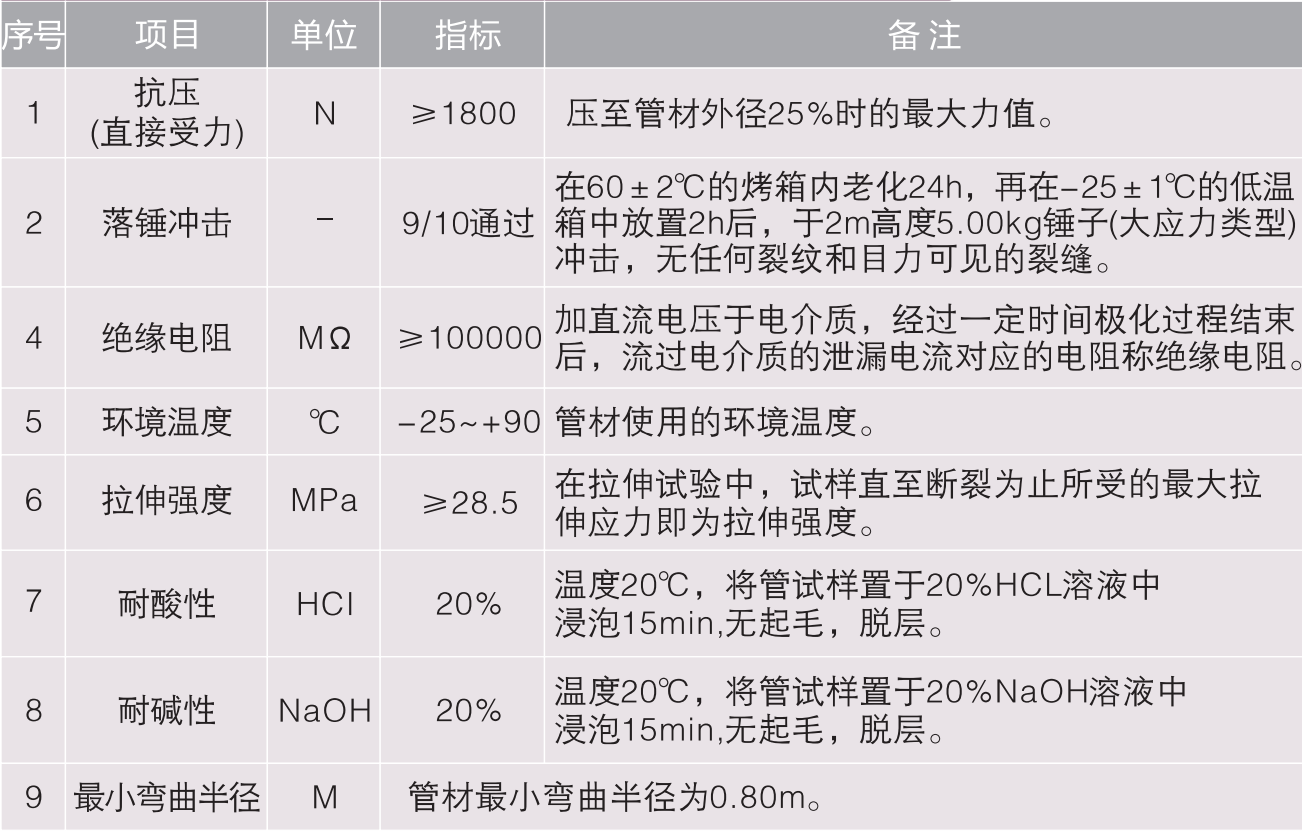 序号 项目 单位 指标 备 注
1 抗压 N ≥1800 压至管材外径25%时的最大力值。
(直接受力)
2 落锤冲击 – 9/10通过 在60±2℃的烤箱内老化24h，再在–25±1℃的低温
箱中放置2h后，于2m高度5.00kg锤子(大应力类型)
冲击，无任何裂纹和目力可见的裂缝。
4 绝缘电阻 MΩ ≥100000 加直流电压于电介质，经过一定时间极化过程结束
后，流过电介质的泄漏电流对应的电阻称绝缘电阻。
5 环境温度 ℃ –25~+90 管材使用的环境温度。
6 拉伸强度 MPa ≥28.5 在拉伸试验中，试样直至断裂为止所受的最大拉
伸应力即为拉伸强度。
7 耐酸性 HCl 20% 温度20℃，将管试样置于20%HCL溶液中
浸泡15min,无起毛，脱层。
8 耐碱性 NaOH 20% 温度20℃，将管试样置于20%NaOH溶液中
浸泡15min,无起毛，脱层。
9 最小弯曲半径 M 管材最小弯曲半径为0.80m。